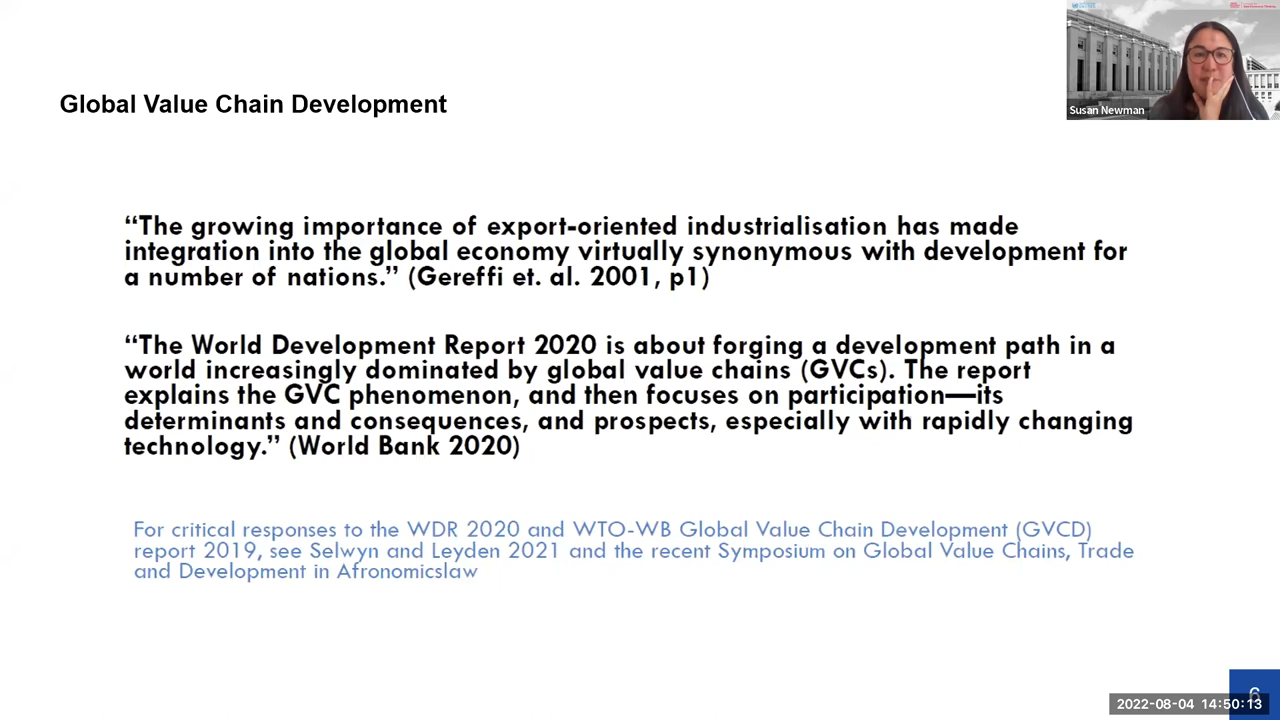 Global Value Chain Development
Susan Newman
“The growing importance of export-oriented industrialisation has made
integration into the global economy virtually synonymous with development for
a number of nations.” (Gereffi et. al. 2001, p1)
“The World Development Report 2020 is about forging a development path in a
world increasingly dominated by global value chains (GVCs). The report
explains the GVC phenomenon, and then focuses on participation—its
determinants and consequences, and prospects, especially with rapidly changing
technology.” (World Bank 2020)
For critical responses to the WDR 2020 and WTO-WB Global Value Chain Development (GVCD)
report 2019, see Selwyn and Leyden 2021 and the recent Symposium on Global Value Chains, Trade
and Development in Afronomicslaw
6
2022-08-04 14:50:13